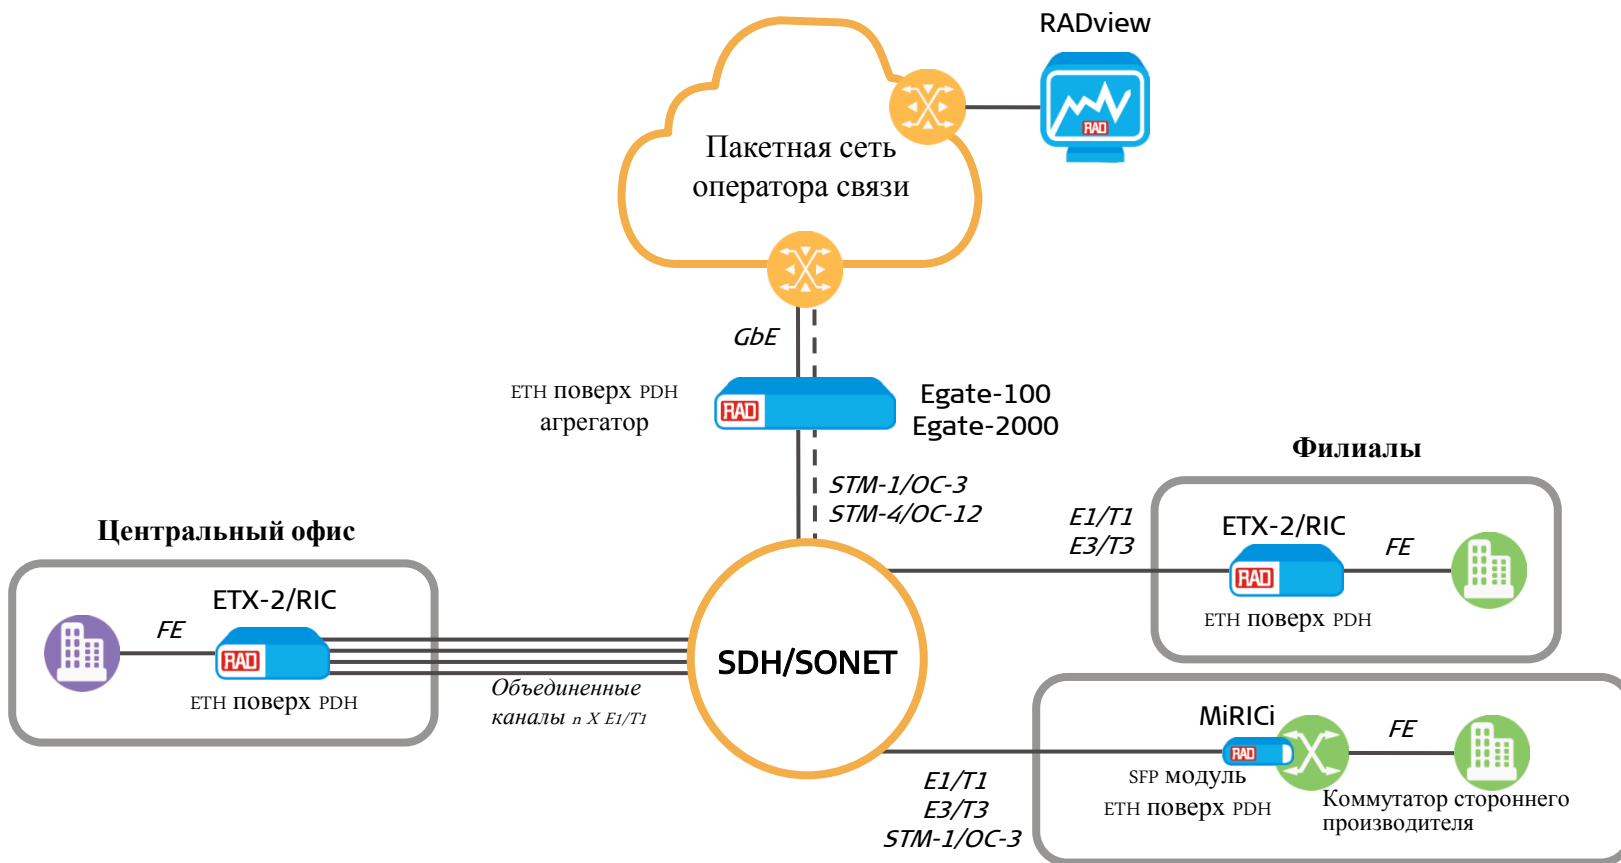 RADview
RAD
Пакетная сеть
оператора связи
GbE
ETH поверх PDH
агрегатор
RAD
Egate-100
Egate-2000
STM-1/OC-3
STM-4/OC-12
Филиалы
E1/T1
E3/T3
ETX-2/RIC
RAD
FE
ETH поверх PDH
Центральный офис
ETX-2/RIC
FE
RAD
ETH поверх PDH
Объединенные
каналы n X E1/T1
SDH/SONET
MiRICi
RAD
FE
SFP модуль
ETH поверх PDH
Коммутатор стороннего
производителя
E1/T1
E3/T3
STM-1/OC-3